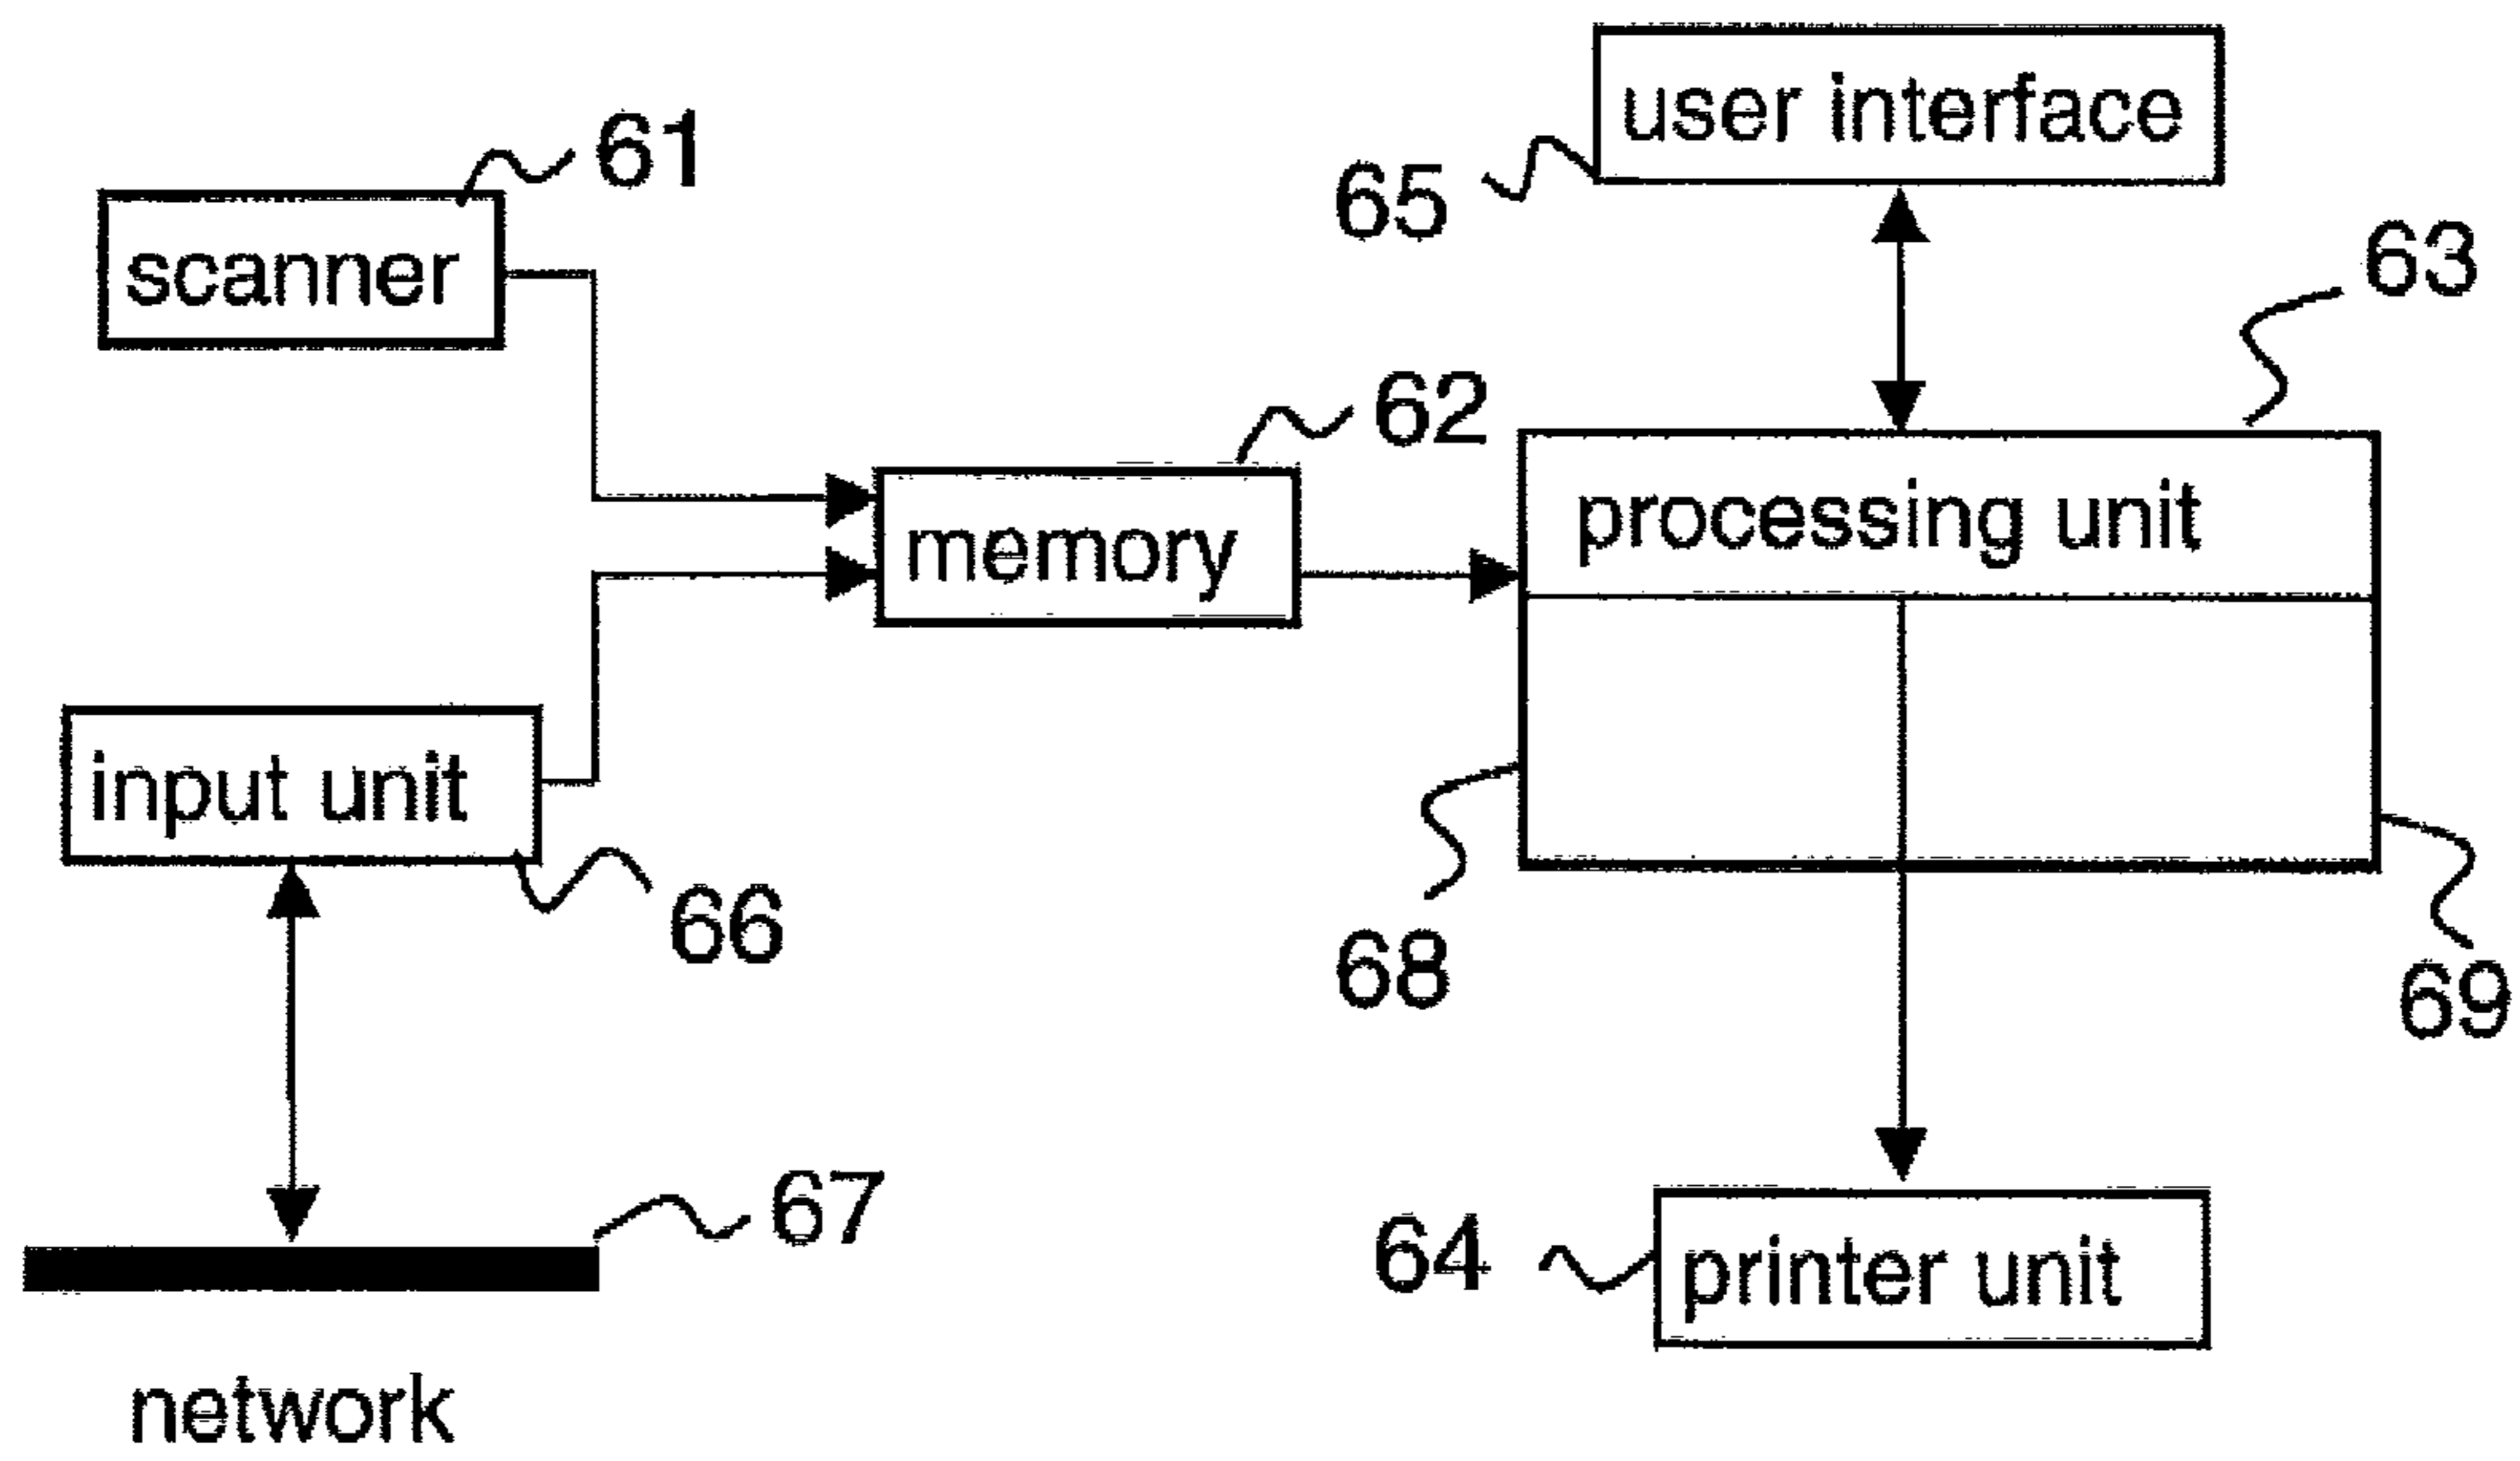 61
scanner
65
user interface
63
62
memory
processing unit
input unit
66
68
69
67
network
64
printer unit